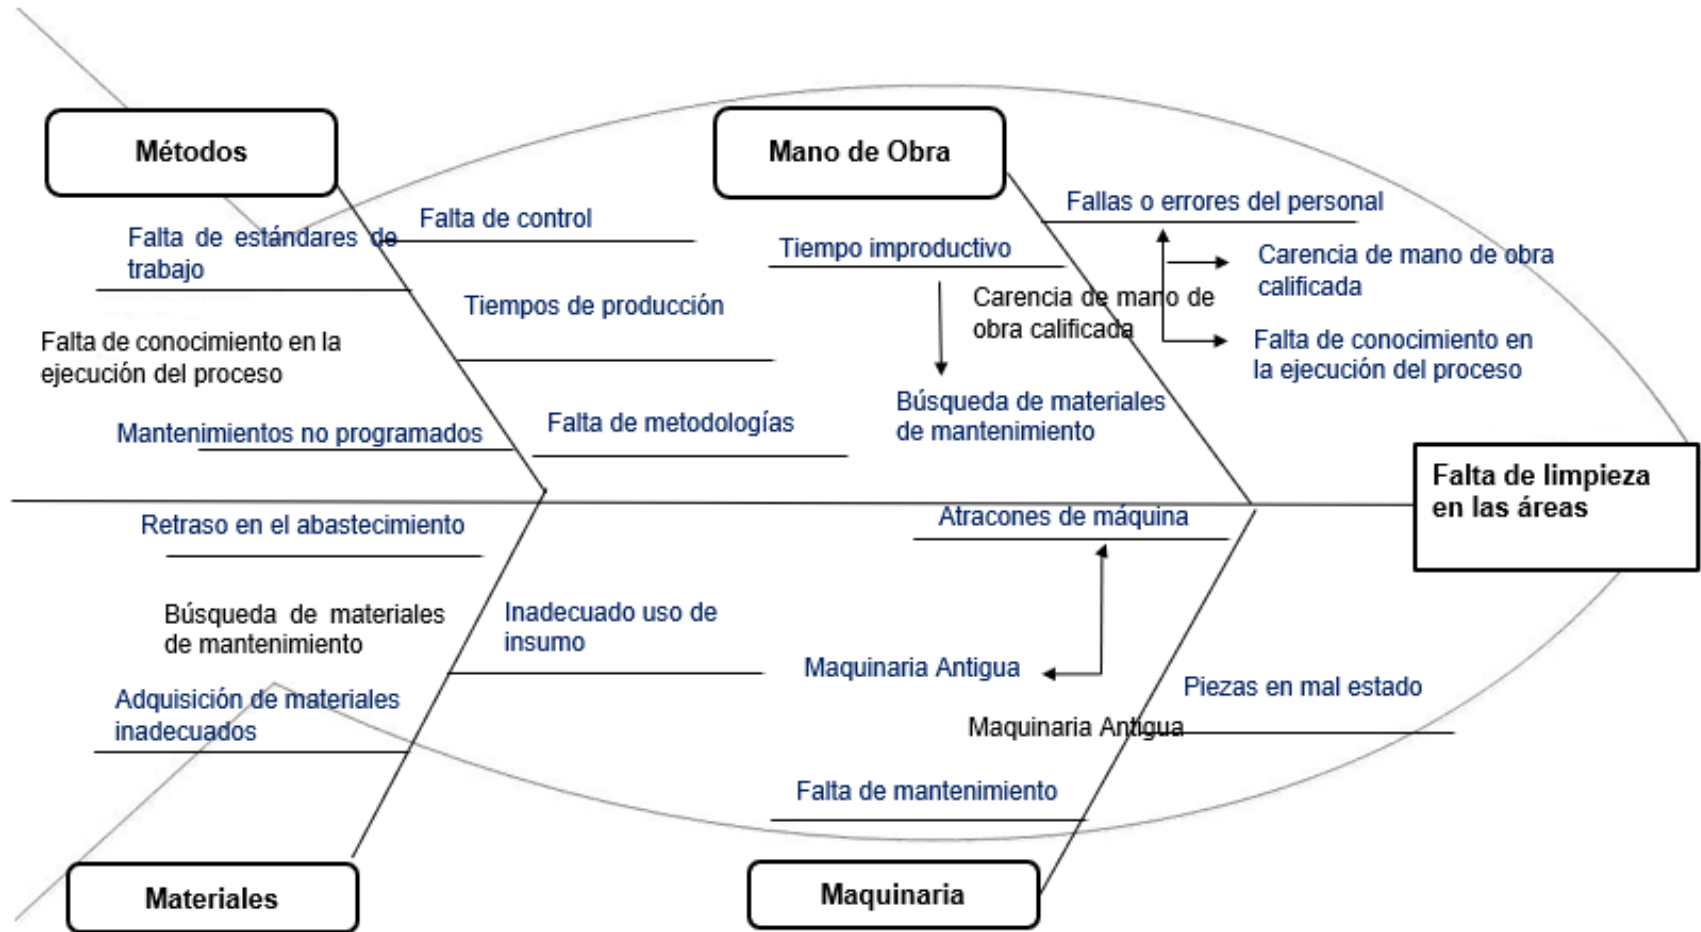 Métodos
Mano de Obra
Falta de control
Falta de estándares de
trabajo
Fallas o errores del personal
Tiempo improductivo
Carencia de mano de obra
calificada
Tiempos de producción
Carencia de mano de
obra calificada
Falta de conocimiento en la
ejecución del proceso
Falta de conocimiento en
la ejecución del proceso
Búsqueda de materiales
de mantenimiento
Mantenimientos no programados
Falta de metodologías
Falta de limpieza
en las áreas
Retraso en el abastecimiento
Atracones de máquina
Búsqueda de materiales
de mantenimiento
Inadecuado uso de
insumo
Maquinaria Antigua
Piezas en mal estado
Adquisición de materiales
inadecuados
Maquinaria Antigua
Falta de mantenimiento
Materiales
Maquinaria